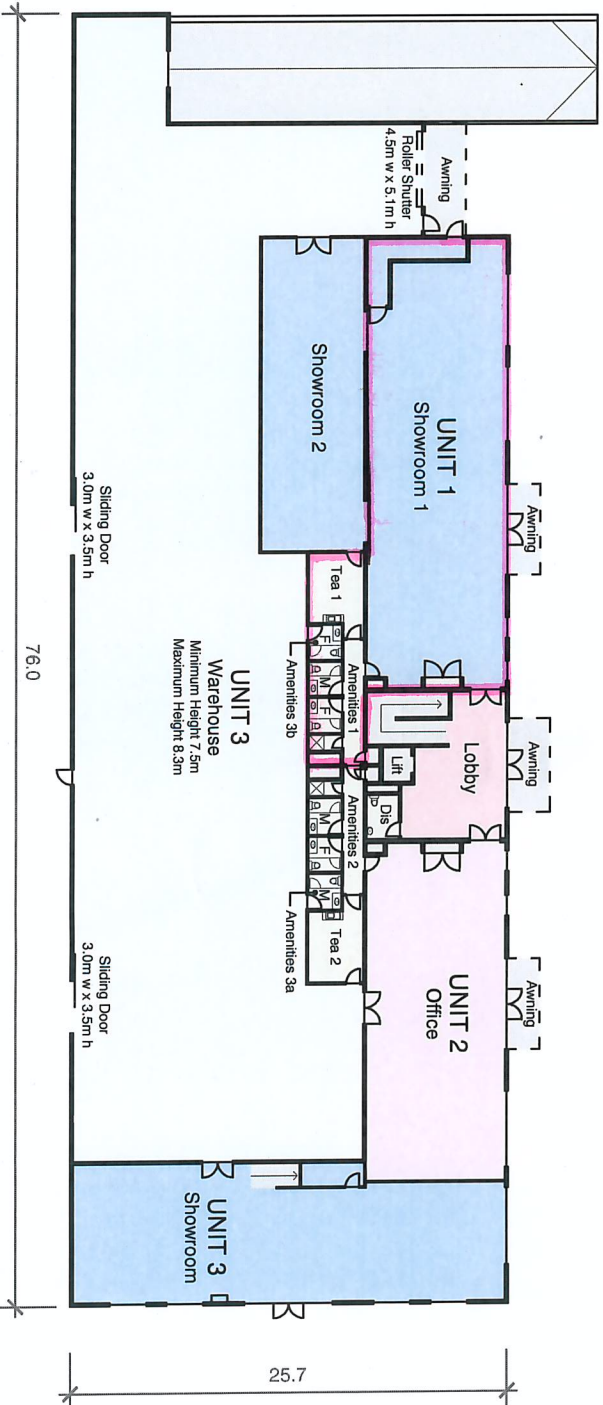 Awning
Roller Shutter
4.5m w x 5.1m h
UNIT 1
Showroom 1
Showroom 2
Awning
Sliding Door
3.0m w x 3.5m h
Tea 1
F
M
F
Amenities 1
Amenities 3b
76.0
UNIT 3
Warehouse
Minimum Height 7.5m
Maximum Height 8.3m
Awning
Lobby
Lift
Dis
Amenities 2
M
F
M
Amenities 3a
Tea 2
Awning
UNIT 2
Office
Sliding Door
3.0m w x 3.5m h
UNIT 3
Showroom
25.7